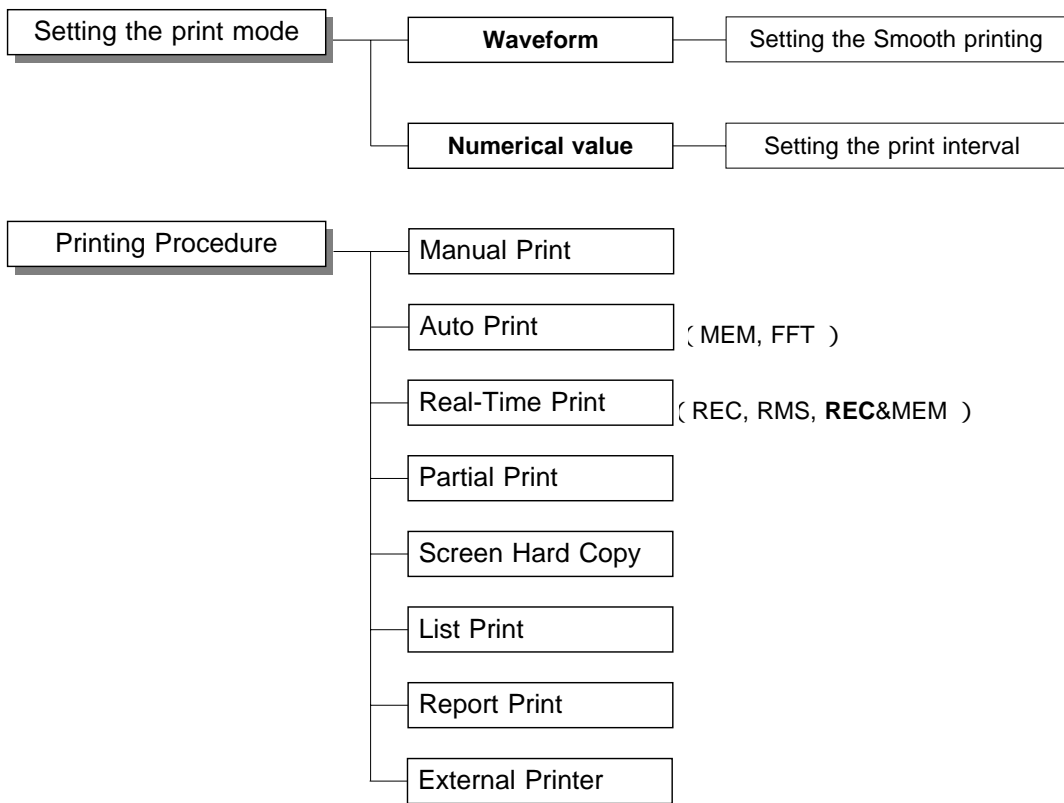 Setting the print mode
Waveform
Setting the Smooth printing
Numerical value
Setting the print interval
Printing Procedure
Manual Print
Auto Print
( MEM, FFT )
Real-Time Print
( REC, RMS, REC&MEM )
Partial Print
Screen Hard Copy
List Print
Report Print
External Printer